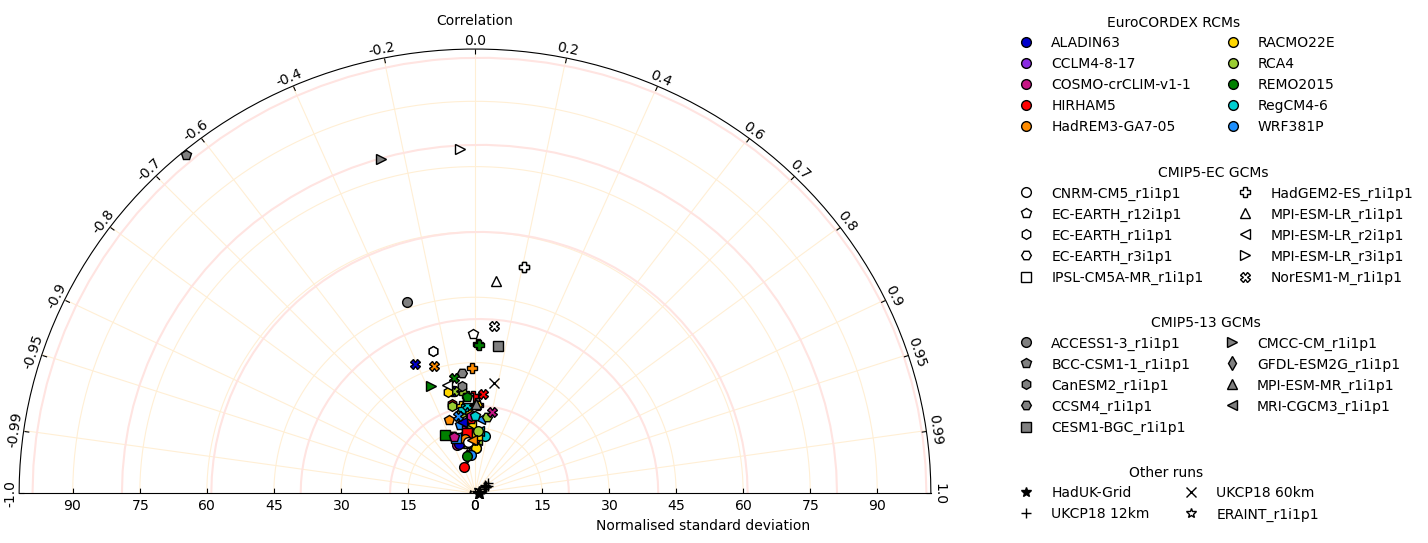 Correlation
0.0
-0.2
0.2
-0.4
0.4
-0.6
0.6
-0.7
0.7
-0.8
0.8
-0.9
0.9
-0.95
0.95
-0.99
0.99
-1.0
1.0
90 75 60 45 30 15 0 15 30 45 60 75 90
Normalised standard deviation
EuroCORDEX RCMs
ALADIN63
CCLM4-8-17
COSMO-crCLIM-v1-1
HIRHAM5
HadREM3-GA7-05
RACMO22E
RCA4
REMO2015
RegCM4-6
WRF381P
CMIP5-EC GCMs
CNRM-CM5_r1i1p1
EC-EARTH_r12i1p1
EC-EARTH_r1i1p1
EC-EARTH_r3i1p1
IPSL-CM5A-MR_r1i1p1
HadGEM2-ES_r1i1p1
MPI-ESM-LR_r1i1p1
MPI-ESM-LR_r2i1p1
MPI-ESM-LR_r3i1p1
NorESM1-M_r1i1p1
CMIP5-13 GCMs
ACCESS1-3_r1i1p1
BCC-CSM1-1_r1i1p1
CanESM2_r1i1p1
CCSM4_r1i1p1
CESM1-BGC_r1i1p1
CMCC-CM_r1i1p1
GFDL-ESM2G_r1i1p1
MPI-ESM-MR_r1i1p1
MRI-CGCM3_r1i1p1
Other runs
HadUK-Grid
UKCP18 12km
UKCP18 60km
ERAINT_r1i1p1